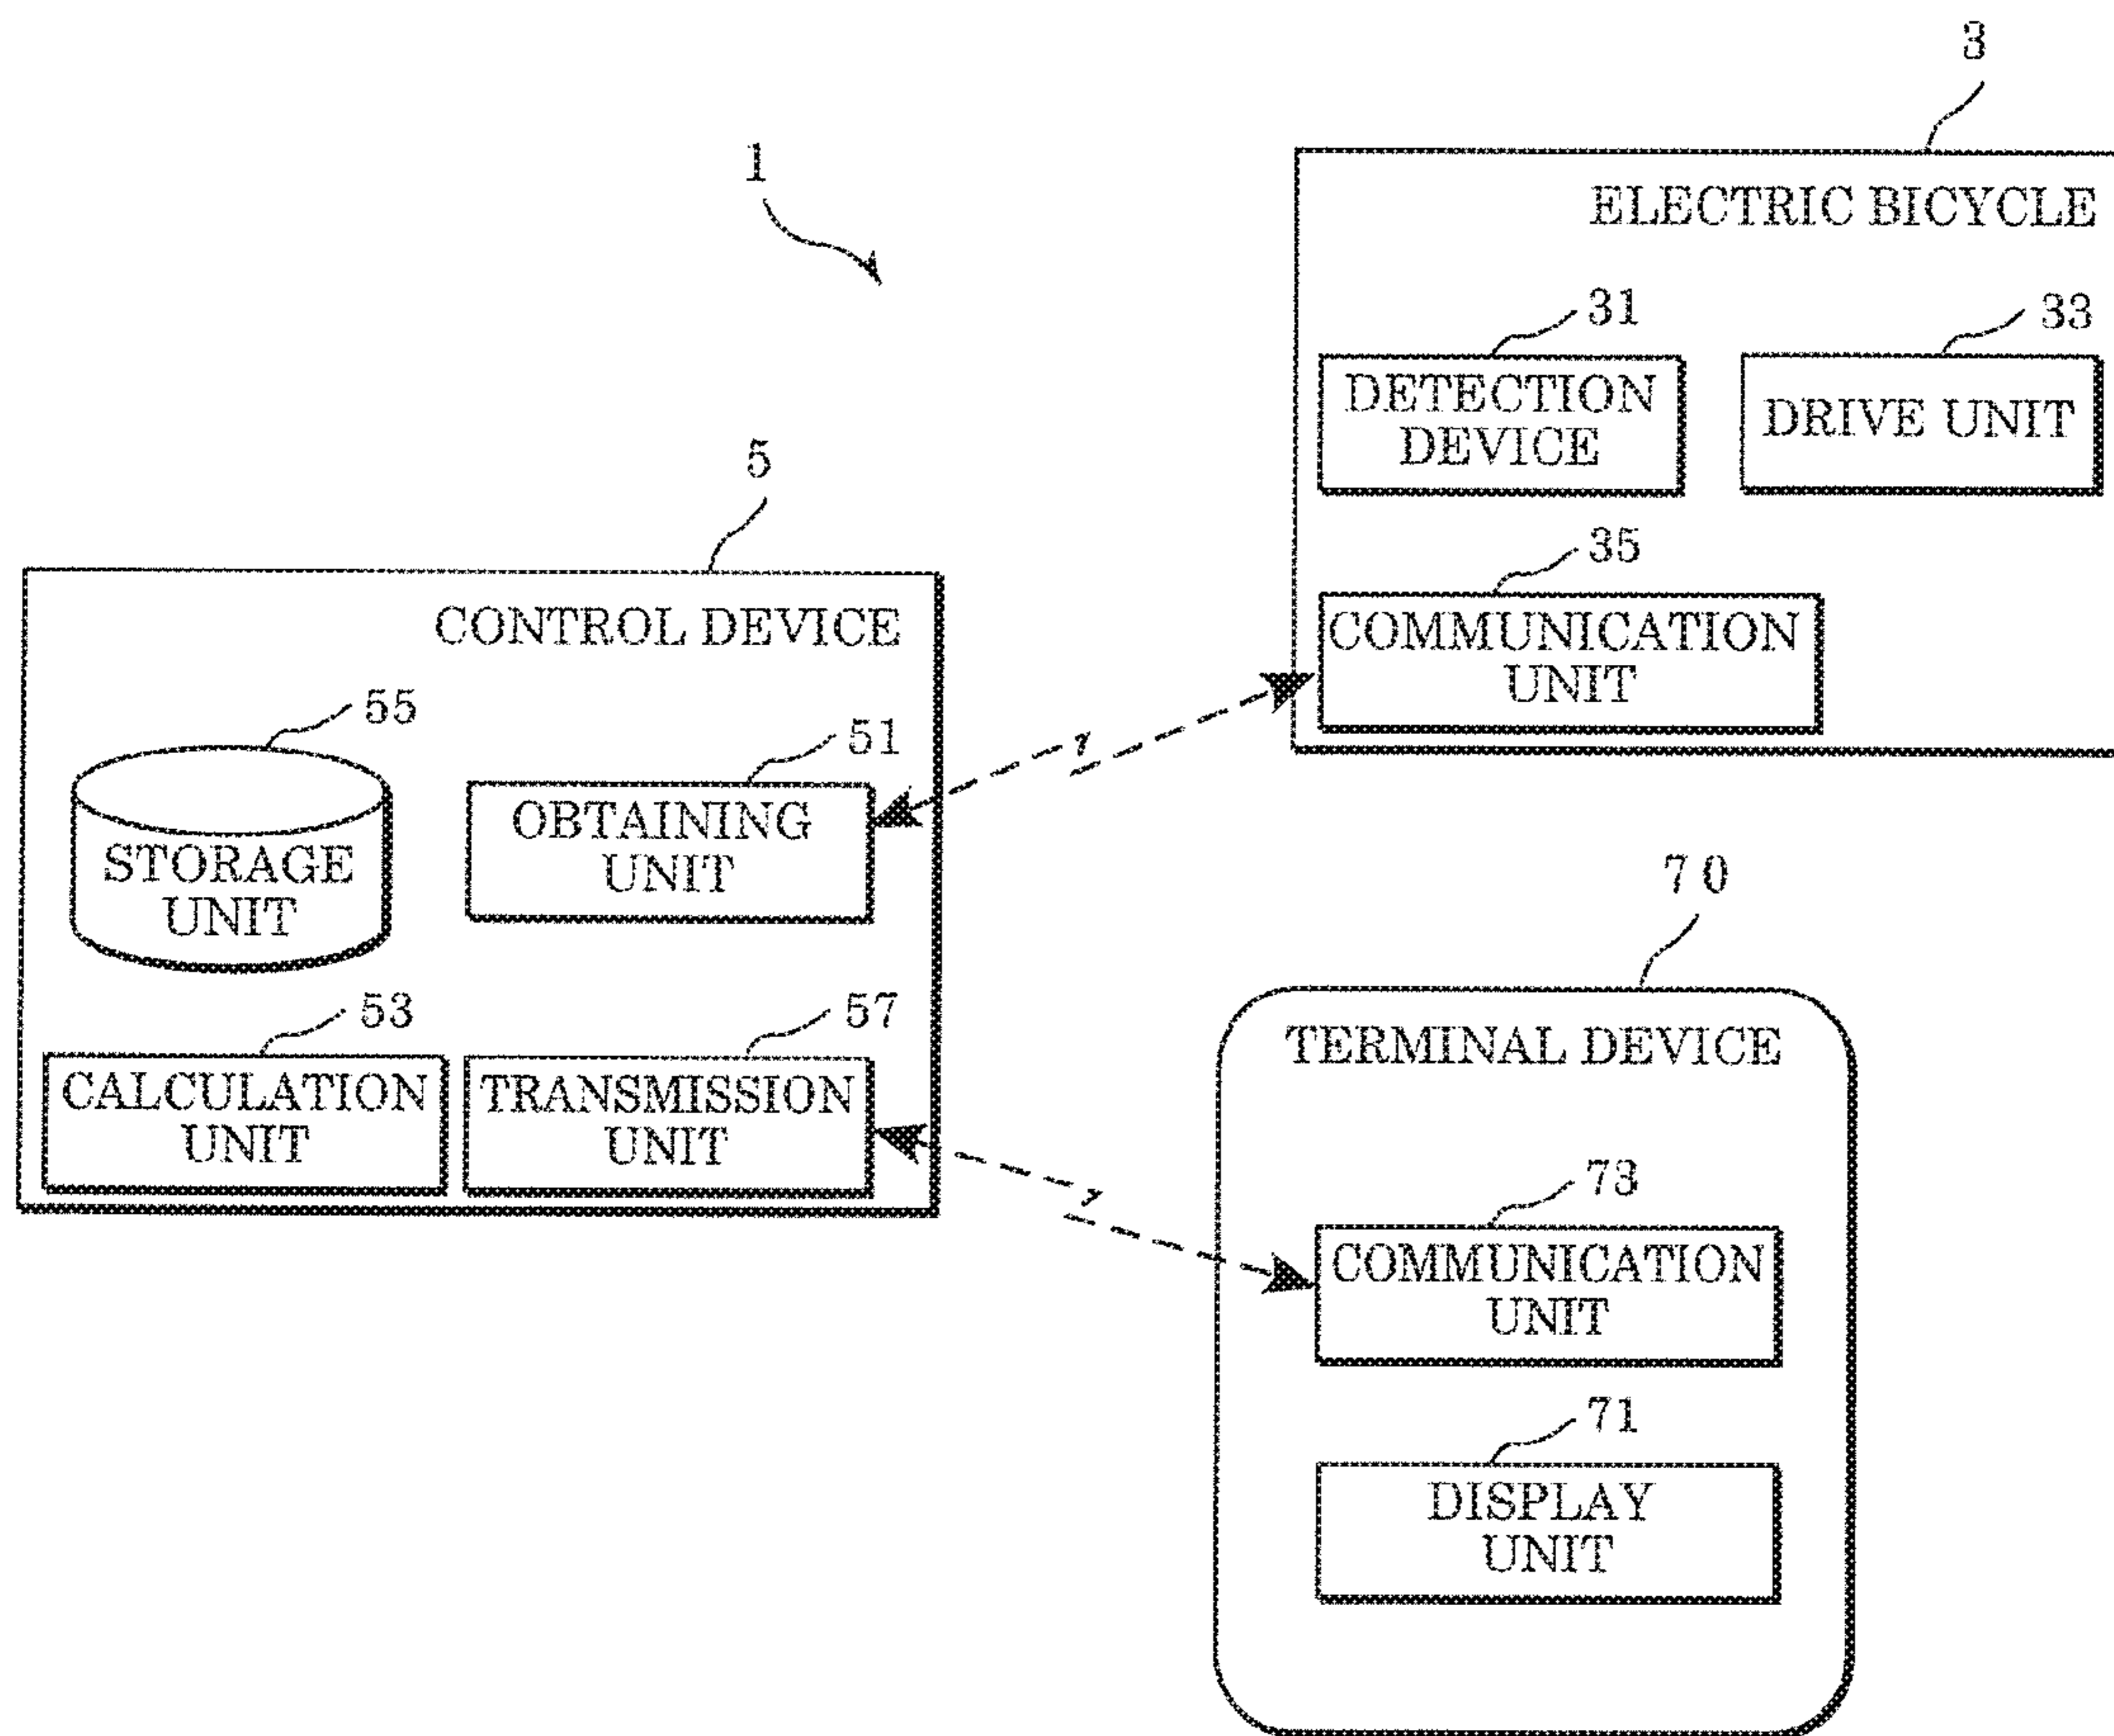 3
1
ELECTRIC BICYCLE
31
33
DETECTION
DEVICE
DRIVE UNIT
5
35
CONTROL DEVICE
COMMUNICATION
UNIT
55
51
STORAGE
UNIT
OBTAINING
UNIT
70
53
57
TERMINAL DEVICE
CALCULATION
UNIT
TRANSMISSION
UNIT
73
COMMUNICATION
UNIT
71
DISPLAY
UNIT